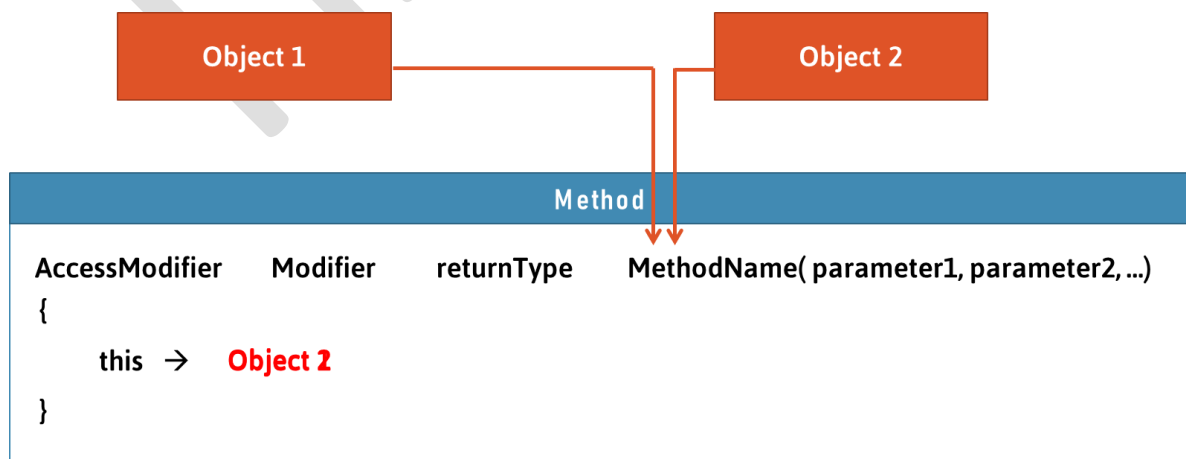 Object 1
Object 2
Method
AccessModifier Modifier returnType MethodName( parameter1, parameter2, ...)
{
this → Object
}